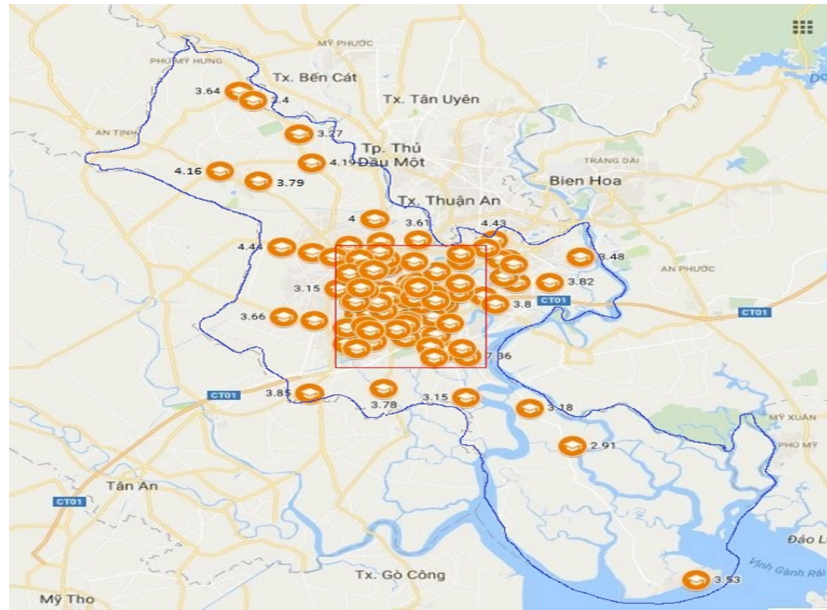 MỸ PHƯỚC
PHÚ MỸ HƯNG
Tx. Bến Cát
3.64
3.4
Tx. Tân Uyên
AN TỊNH
3.27
Tp. Thủ
Dầu Một
4.19
TRẢNG DÀI
4.16
3.79
Bien Hoa
Tx. Thuận An
4
3.61
4.43
4.44
3.48
AN PHƯỚC
3.15
3.82
3.8
CT01
CT01
3.66
7.36
CT01
3.85
3.78
3.15
3.18
MỸ XUÂN
2.91
PHÚ MỸ
Tân An
CT01
Đảo L
Vịnh Gành Rái
Tx. Gò Công
3.53
Mỹ Tho